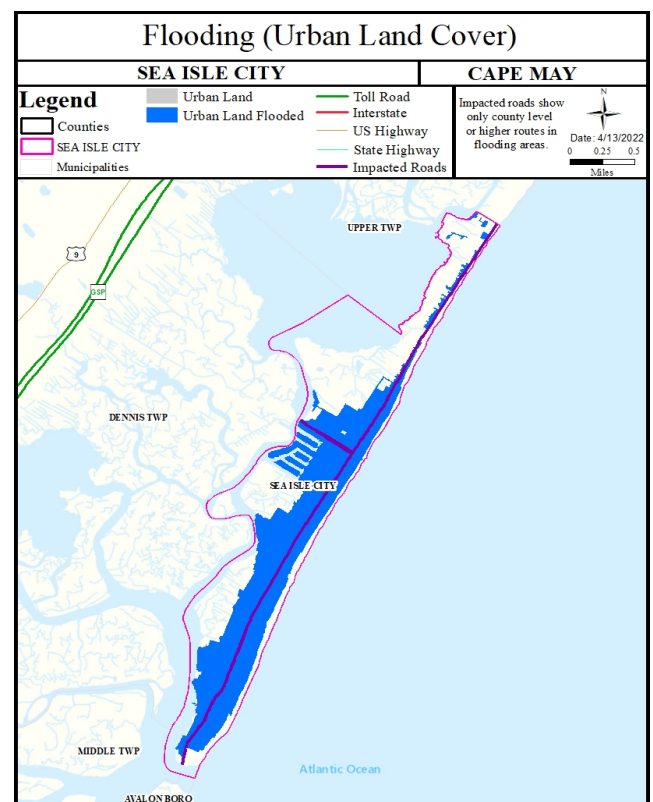 Flooding (Urban Land Cover)
SEA ISLE CITY
CAPE MAY
Legend
Counties
SEA ISLE CITY
Municipalities
Urban Land
Urban Land Flooded
Toll Road
Interstate
US Highway
State Highway
Impacted Roads
Impacted roads show
only county level
or higher routes in
flooding areas.
N
Date: 4/13/2022
0 0.25 0.5
Miles
UPPER TWP
9
GSP
DENNIS TWP
SEA ISLE CITY
MIDDLE TWP
Atlantic Ocean
AVALON BORO